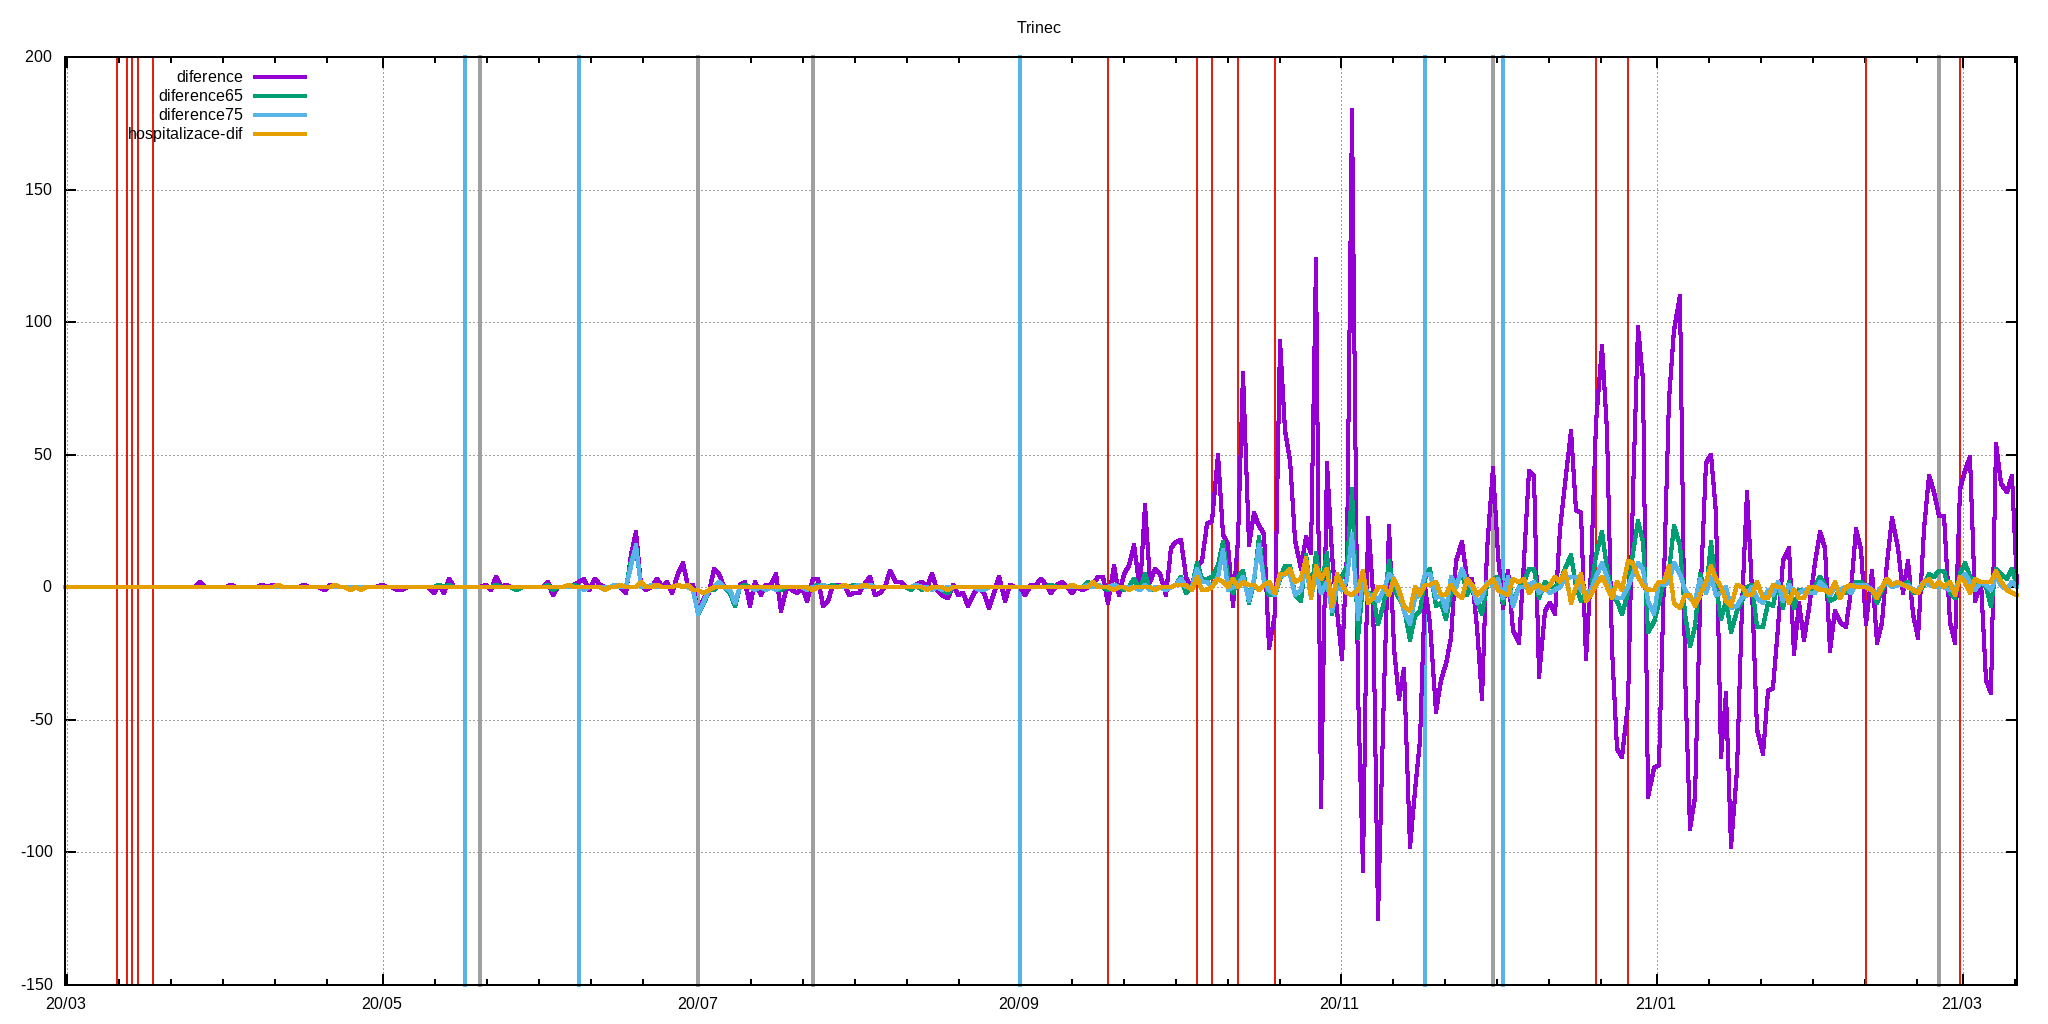 Trinec
200
150
100
50
0
-50
-100
-150
diference
diference65
diference75
hospitalizace-dif
20/03 20/05 20/07 20/09 20/11 21/01 21/03